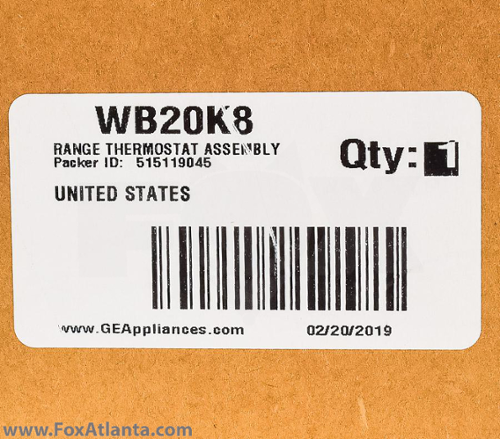 WB20K8
RANGE THERMOSTAT ASSEMBLY
Packer ID: 515119045
Qty: 1
UNITED STATES
www.GEAppliances.com
02/20/2019
www.FoxAtlanta.com